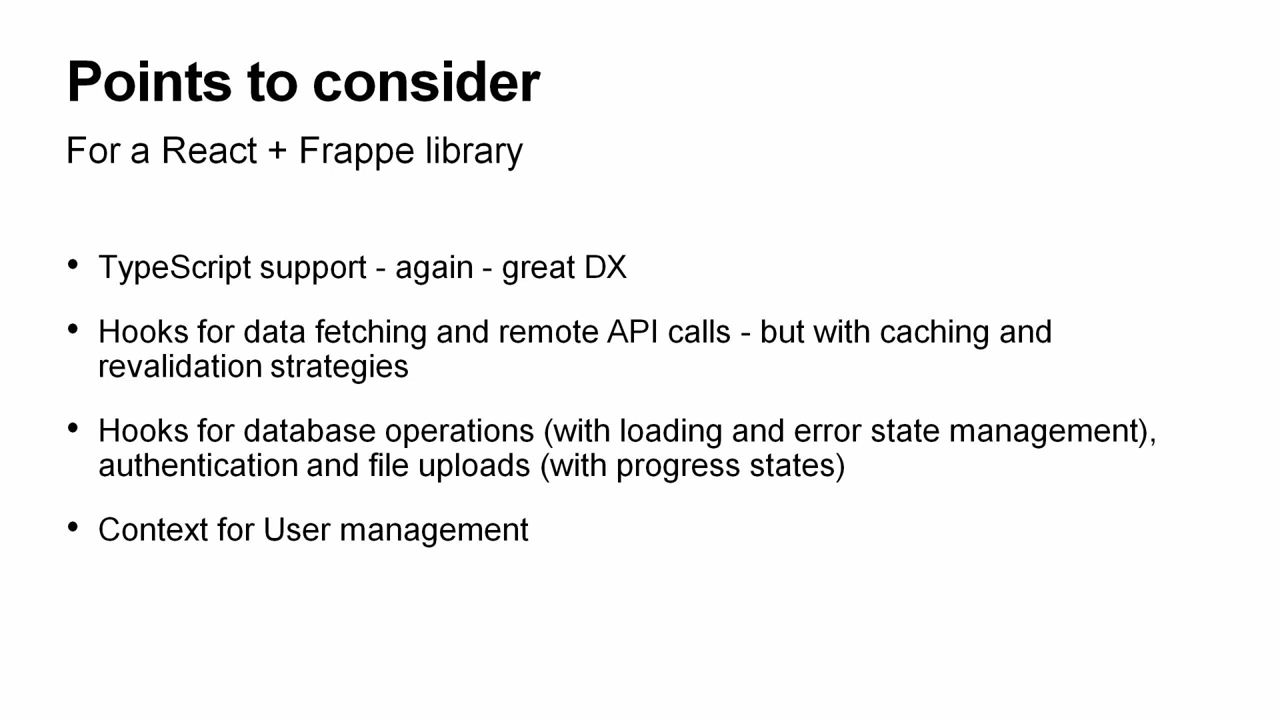 Points to consider
For a React + Frappe library
• TypeScript support - again - great DX
• Hooks for data fetching and remote API calls - but with caching and
revalidation strategies
• Hooks for database operations (with loading and error state management),
authentication and file uploads (with progress states)
• Context for User management